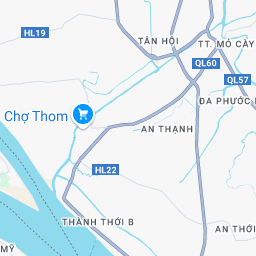 HL19
TÂN HỘI
TT. MỎ CÀY
QL60
QL57
ĐA PHƯỚC
Chợ Thom
AN THẠNH
HL22
THÀNH THỚI B
AN THỚI
MỸ